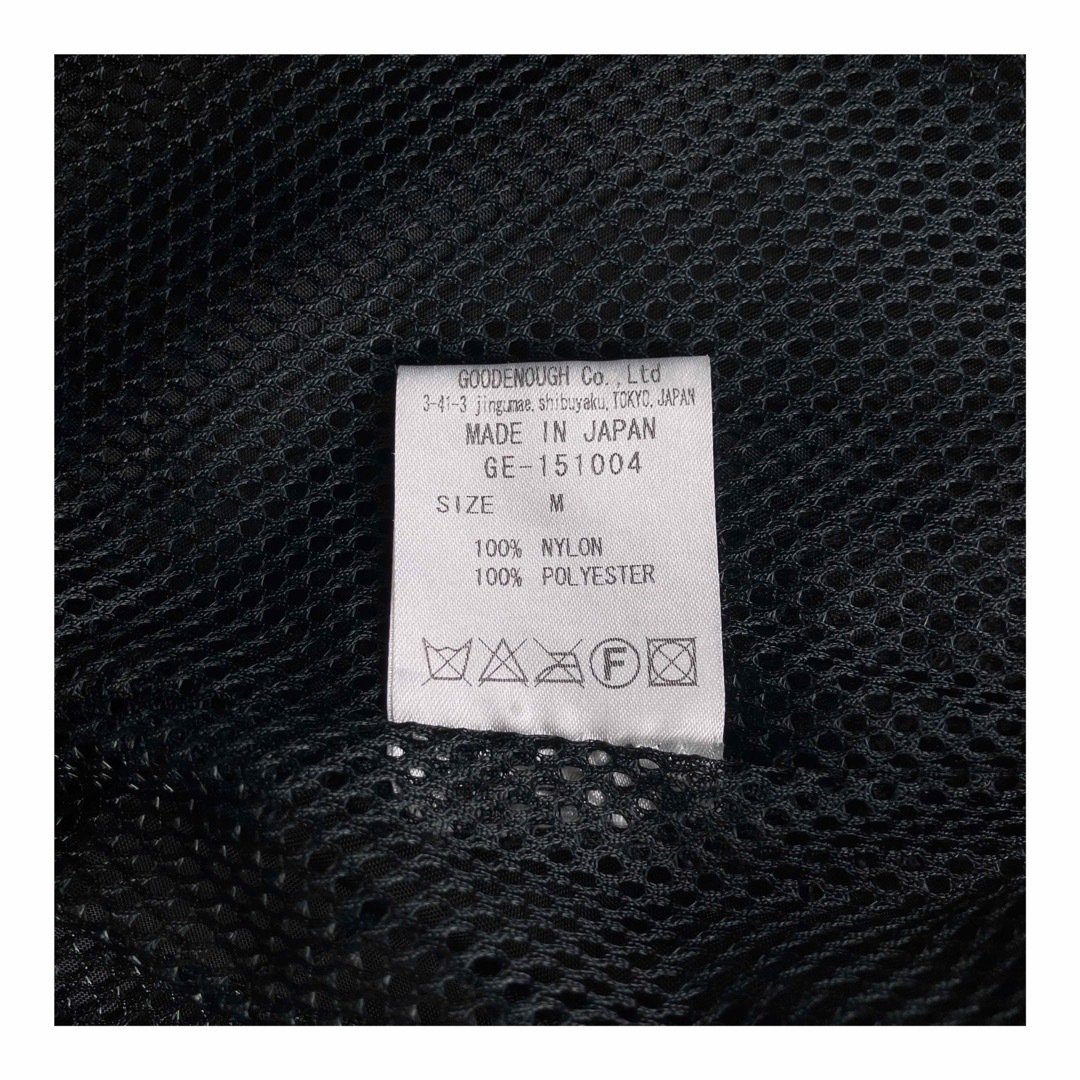 GOODENOUGH Co.,Ltd
3-41-3 jingumae, shibuyaku, TOKYO, JAPAN
MADE IN JAPAN
GE-151004
SIZE M
100% NYLON
100% POLYESTER
F